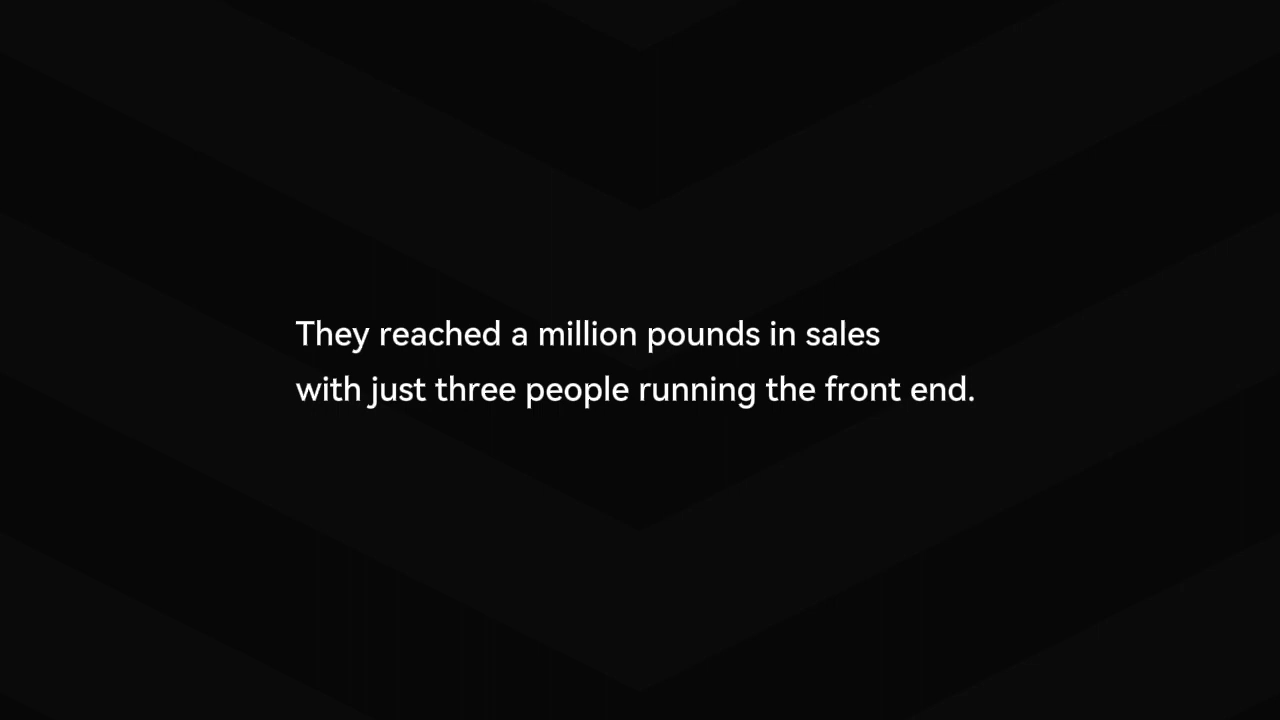 They reached a million pounds in sales
with just three people running the front end.